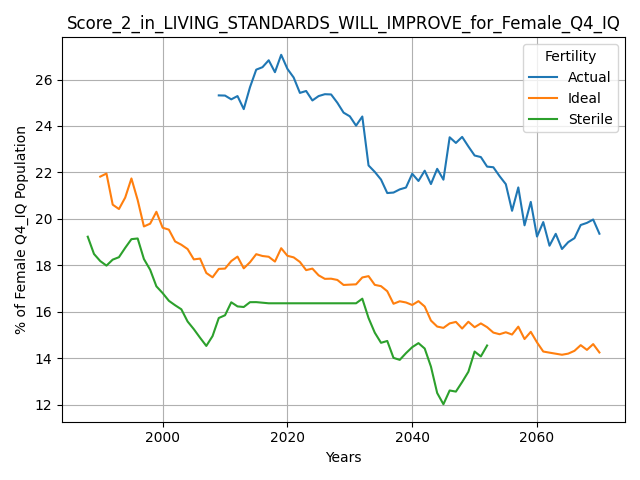 Score_2_in_LIVING_STANDARDS_WILL_IMPROVE_for_Female_Q4_IQ
Fertility
Actual
Ideal
Sterile
% of Female Q4_IQ Population
26
24
22
20
18
16
14
12
2000 2020 2040 2060
Years